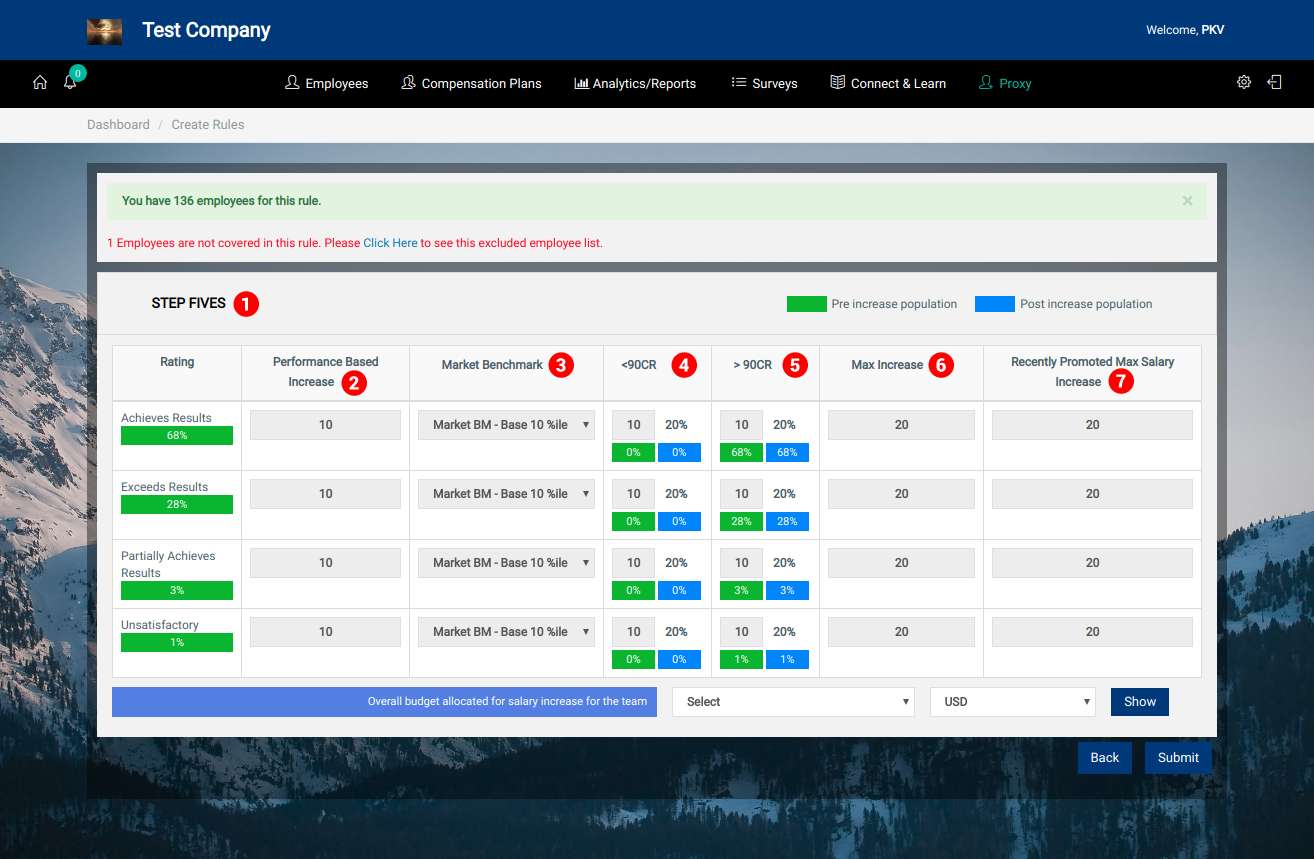 Test Company
Welcome, PKV
0
Employees
Compensation Plans
Analytics/Reports
Surveys
Connect & Learn
Proxy
Dashboard / Create Rules
You have 136 employees for this rule.
×
1 Employees are not covered in this rule. Please Click Here to see this excluded employee list.
STEP FIVES 1
Pre increase population
Post increase population
Rating
Performance Based
Increase 2
Market Benchmark 3
<90CR 4
> 90CR 5
Max Increase 6
Recently Promoted Max Salary
Increase 7
Achieves Results
68%
10
Market BM - Base 10 %ile
10 20%
0% 0%
10 20%
68% 68%
20
20
Exceeds Results
28%
10
Market BM - Base 10 %ile
10 20%
0% 0%
10 20%
28% 28%
20
20
Partially Achieves
Results
3%
10
Market BM - Base 10 %ile
10 20%
0% 0%
10 20%
3% 3%
20
20
Unsatisfactory
1%
10
Market BM - Base 10 %ile
10 20%
0% 0%
10 20%
1% 1%
20
20
Overall budget allocated for salary increase for the team
Select
USD
Show
Back
Submit